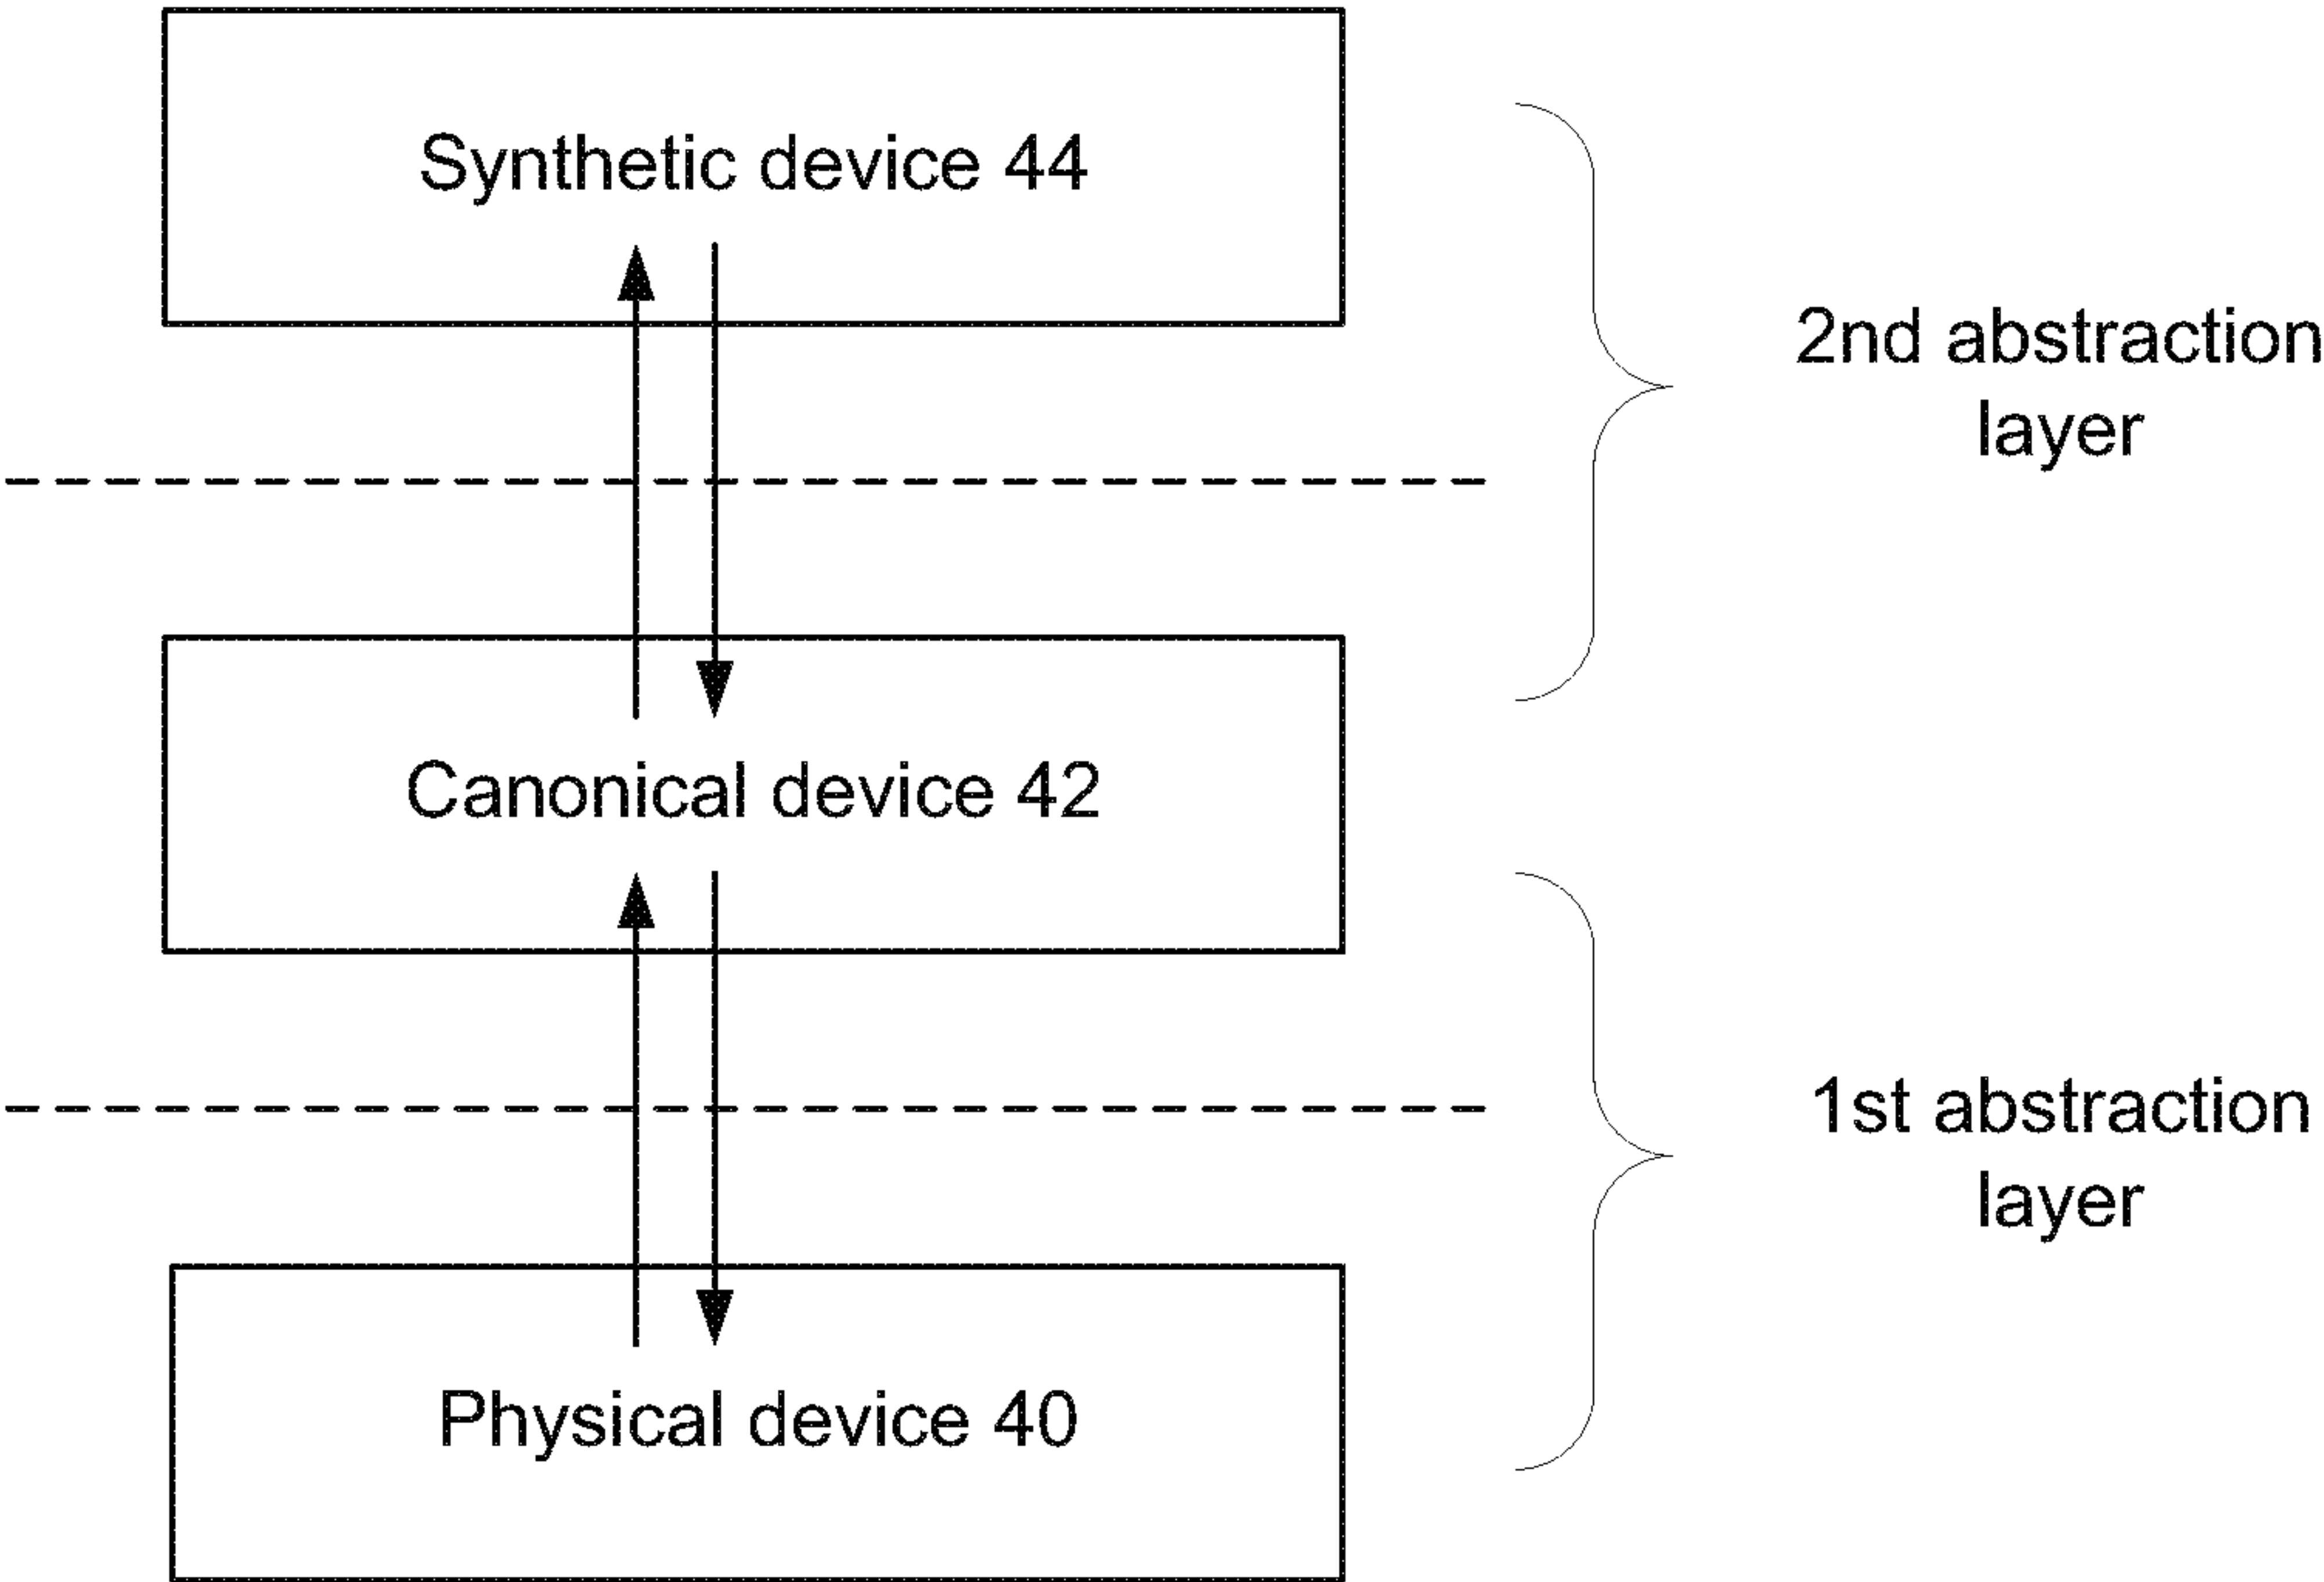 Synthetic device 44
2nd abstraction
layer
Canonical device 42
1st abstraction
layer
Physical device 40